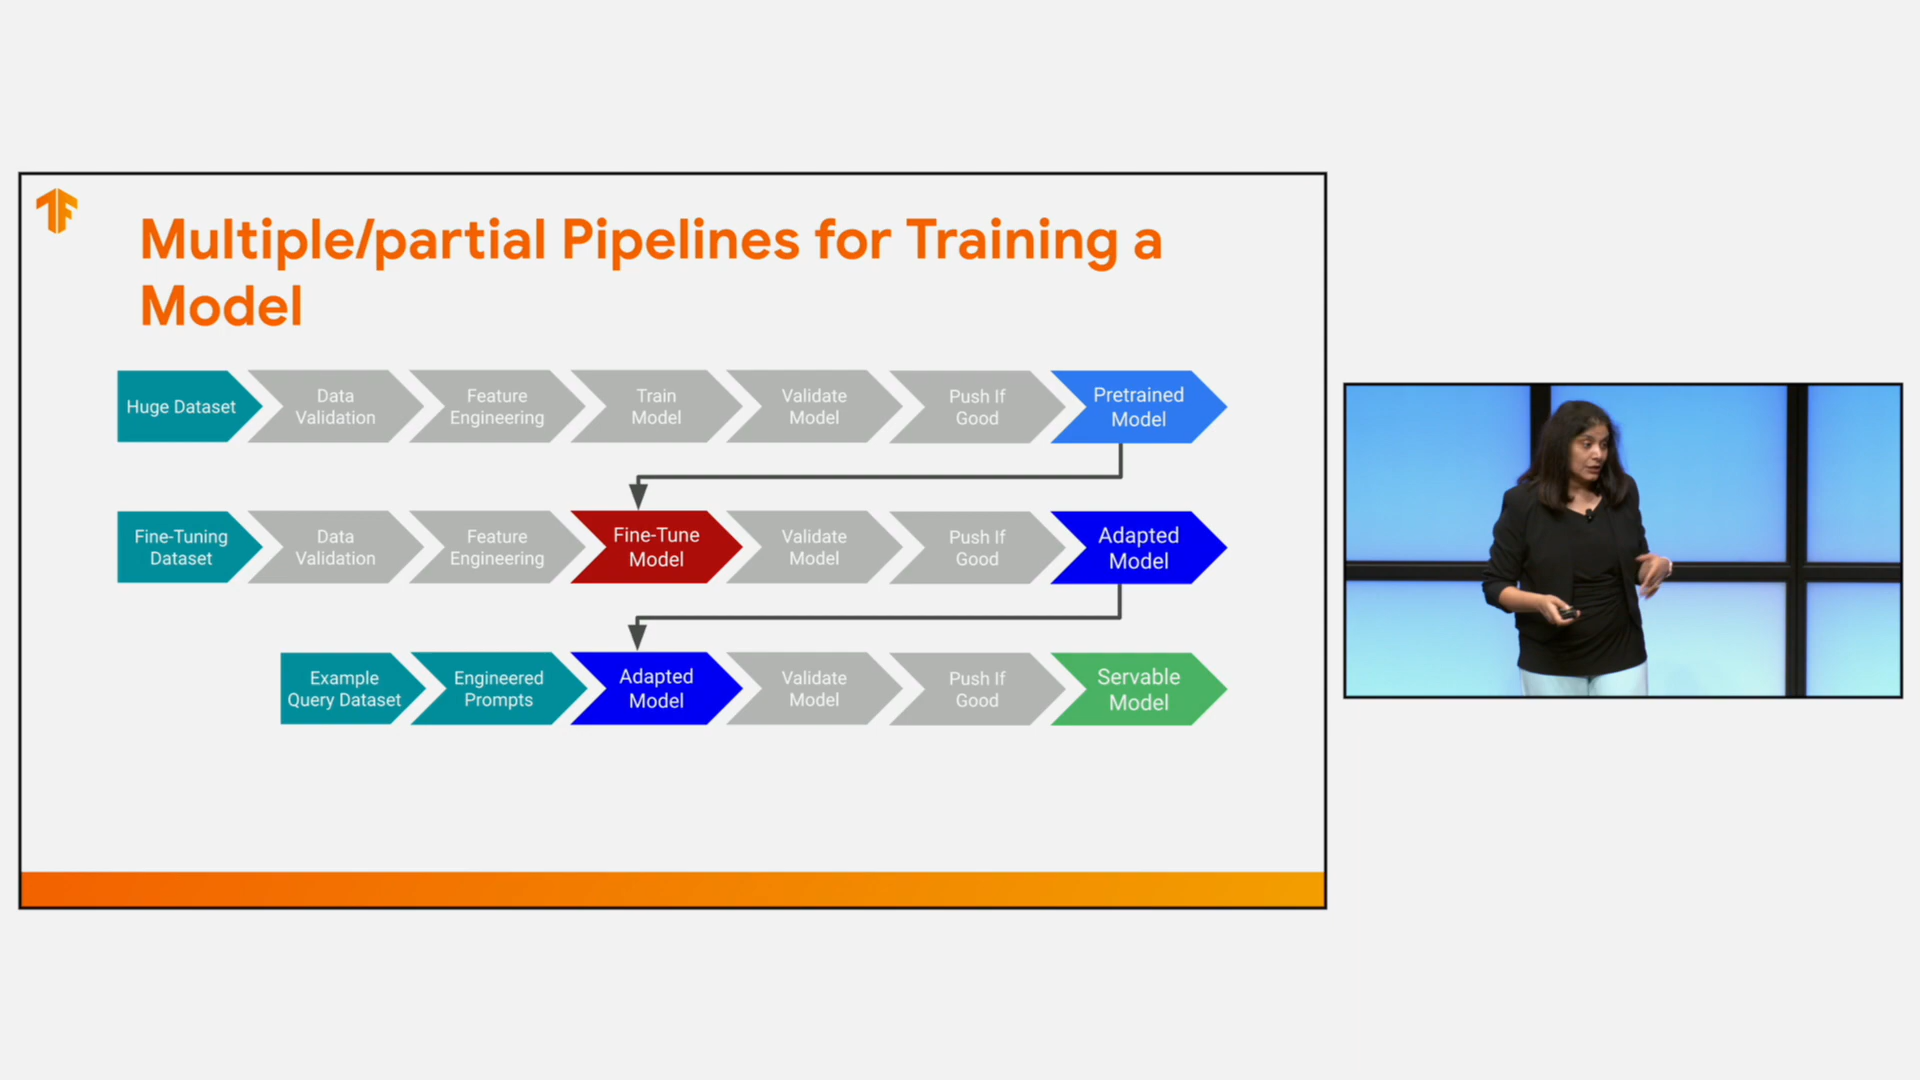 Multiple/partial Pipelines for Training a
Model
Huge Dataset
Data
Validation
Feature
Engineering
Train
Model
Validate
Model
Push If
Good
Pretrained
Model
Fine-Tuning
Dataset
Data
Validation
Feature
Engineering
Fine-Tune
Model
Validate
Model
Push If
Good
Adapted
Model
Example
Query Dataset
Engineered
Prompts
Adapted
Model
Validate
Model
Push If
Good
Servable
Model